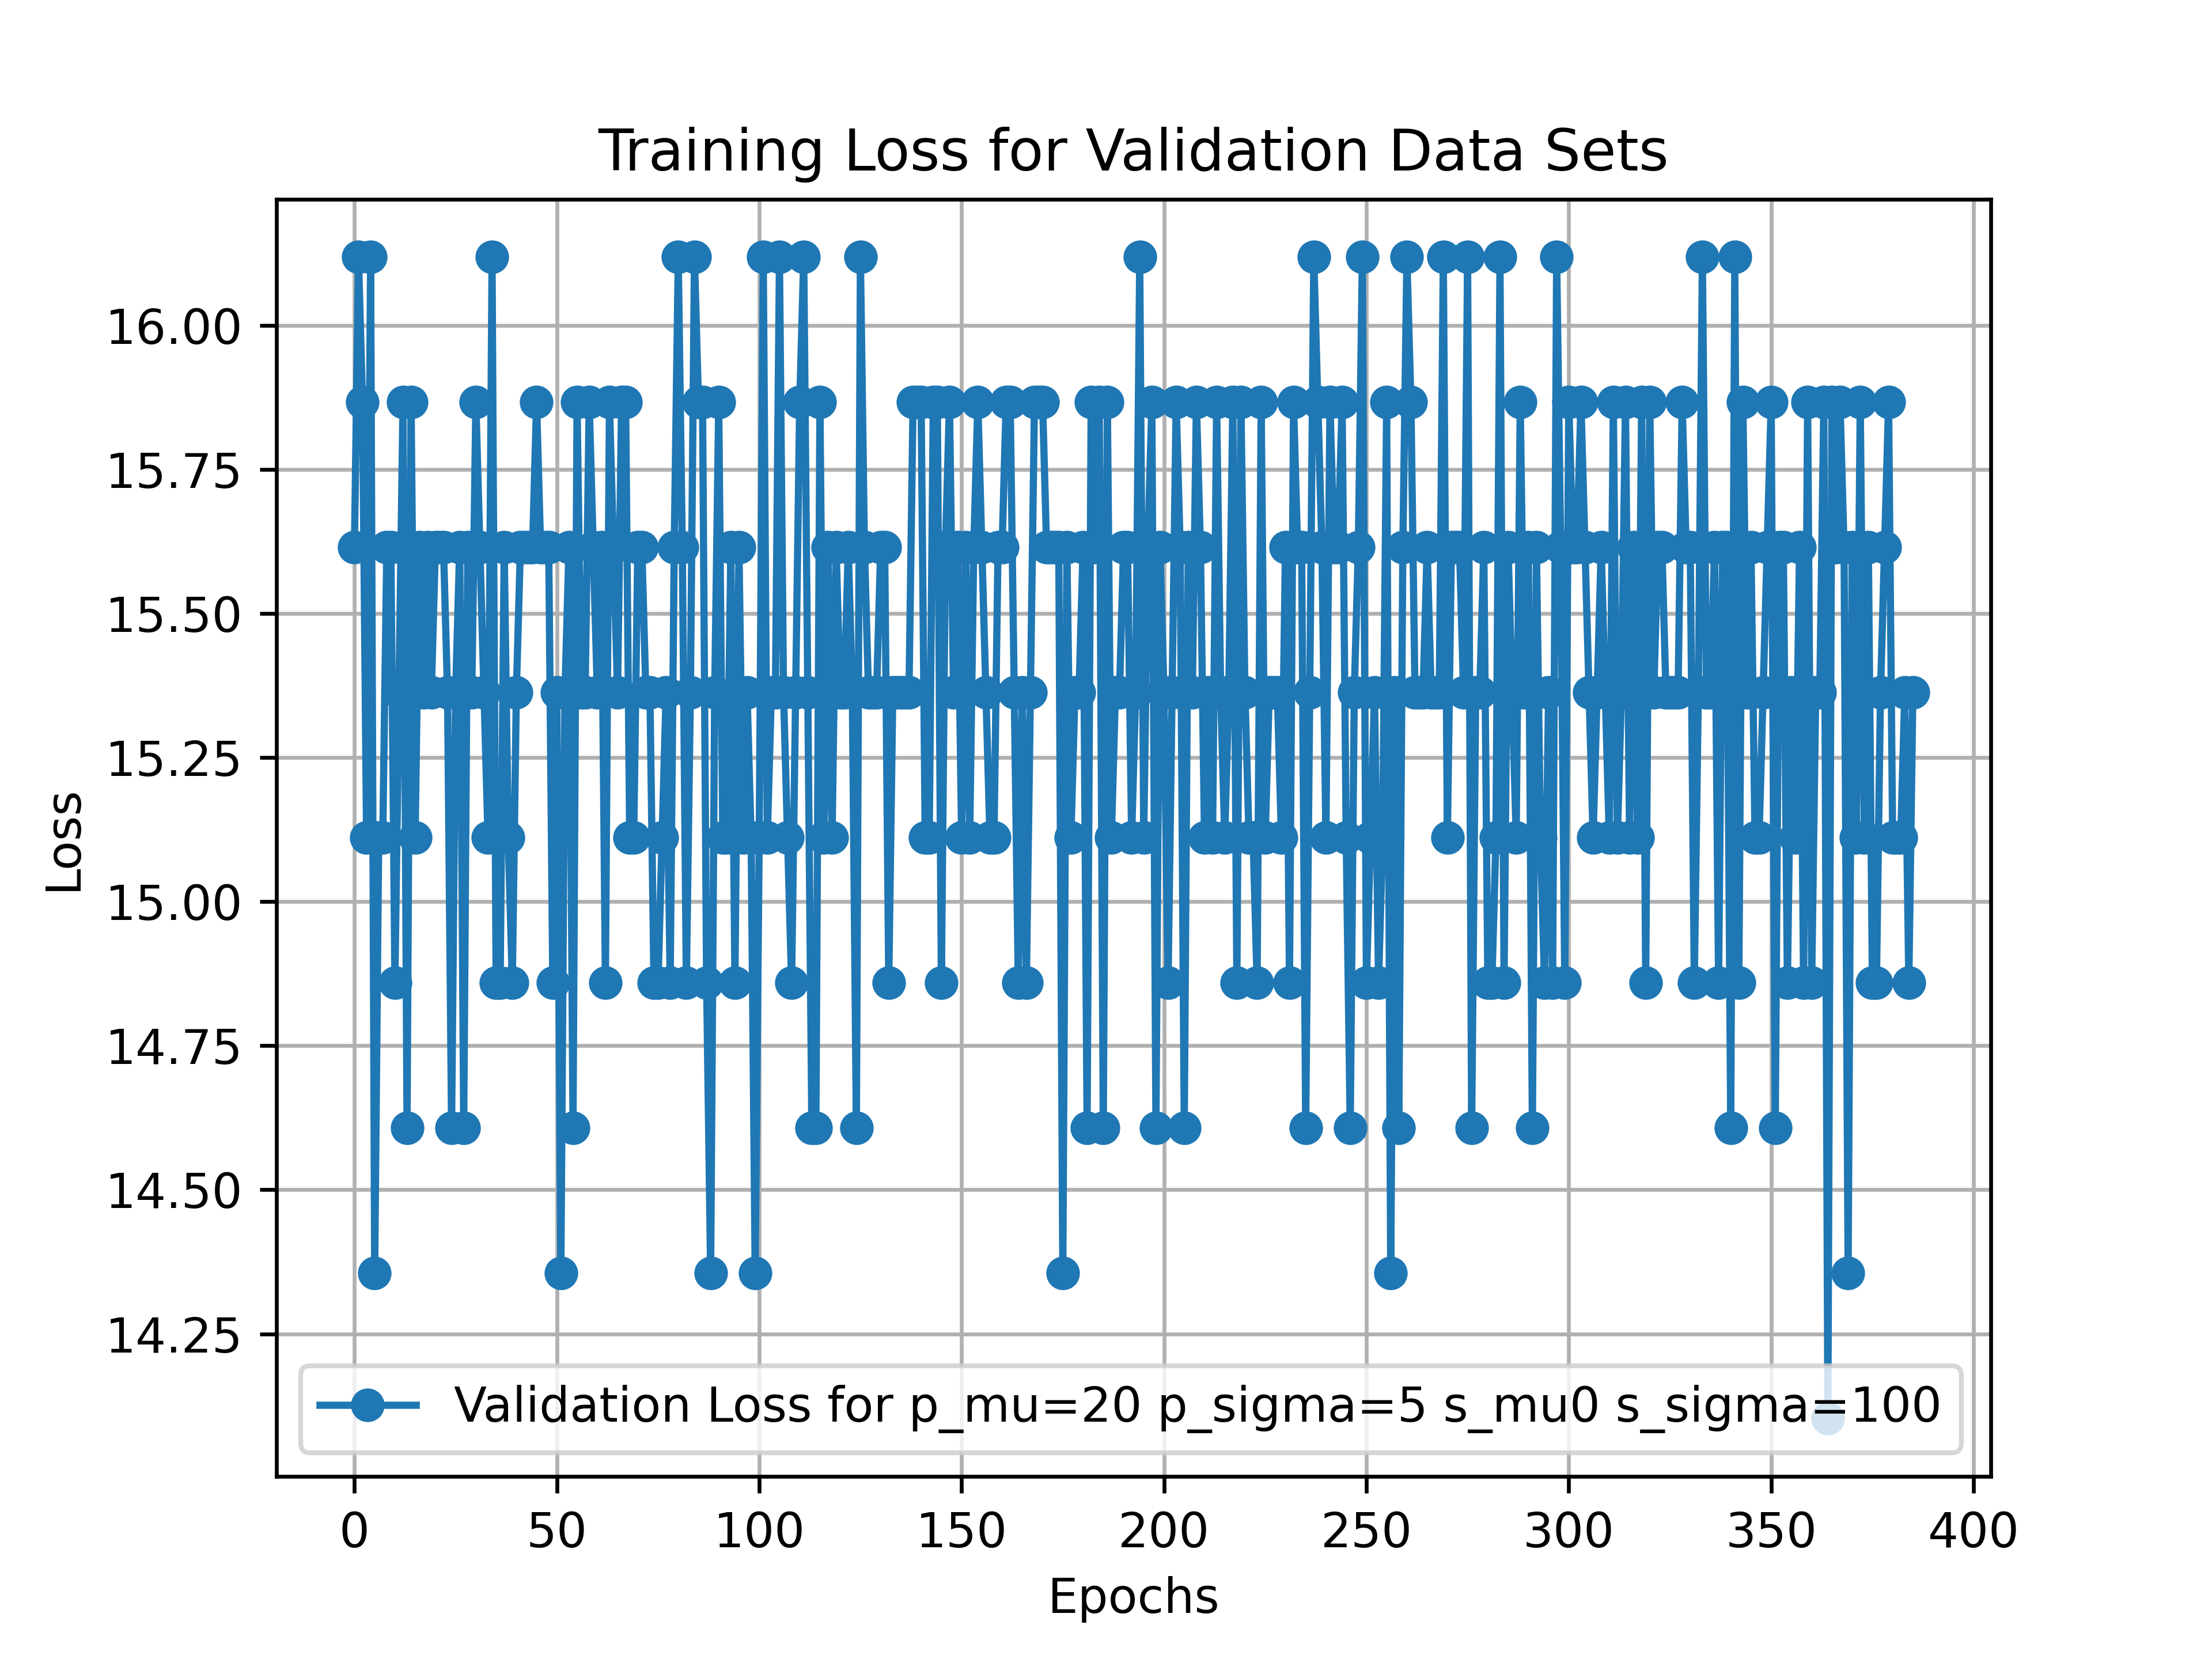 Training Loss for Validation Data Sets
Loss
16.00
15.75
15.50
15.25
15.00
14.75
14.50
14.25
Validation Loss for p_mu=20 p_sigma=5 s_mu0 s_sigma=100
0 50 100 150 200 250 300 350 400
Epochs